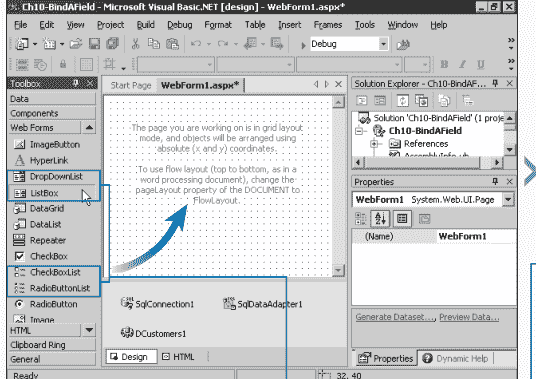 Ch10-BindAField - Microsoft Visual Basic.NET [design] - WebForm1.aspx*
File Edit View Project Build Debug Format Table Insert Frames Tools Window Help
Debug
B I U
Toolbox
Start Page WebForm1.aspx*
Solution Explorer - Ch10-BindAF...
Data
Components
Web Forms
ImageButton
HyperLink
DropDownList
ListBox
DataGrid
DataList
Repeater
CheckBox
CheckBoxList
RadioButtonList
RadioButton
Image
HTML
Clipboard Ring
General
The page you are working on is in grid layout
mode, and objects will be arranged using
absolute (x and y) coordinates.
To use flow layout (top to bottom, as in a
word processing document), change the
pageLayout property of the DOCUMENT to
FlowLayout.
SqlConnection1 SqlDataAdapter1
DCustomers1
Design HTML
Solution 'Ch10-BindAField' (1 proje
Ch10-BindAField
References
AssemblyInfo.vb
Properties
WebForm1 System.Web.UI.Page
(Name) WebForm1
Generate Dataset..., Preview Data...
Properties Dynamic Help
Ready
32, 40